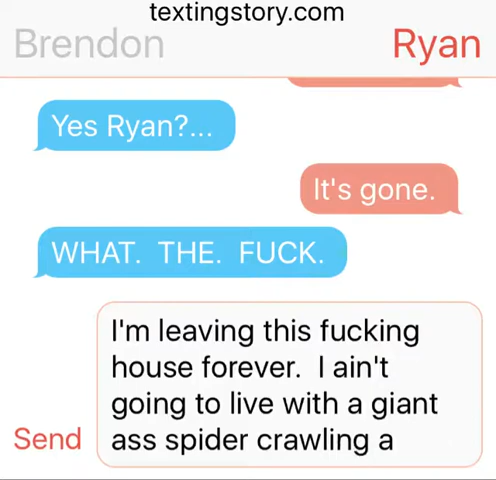 textingstory.com
Brendon
Ryan
Yes Ryan?...
It's gone.
WHAT.  THE.  FUCK.
I'm leaving this fucking
house forever.  I ain't
going to live with a giant
ass spider crawling a
Send